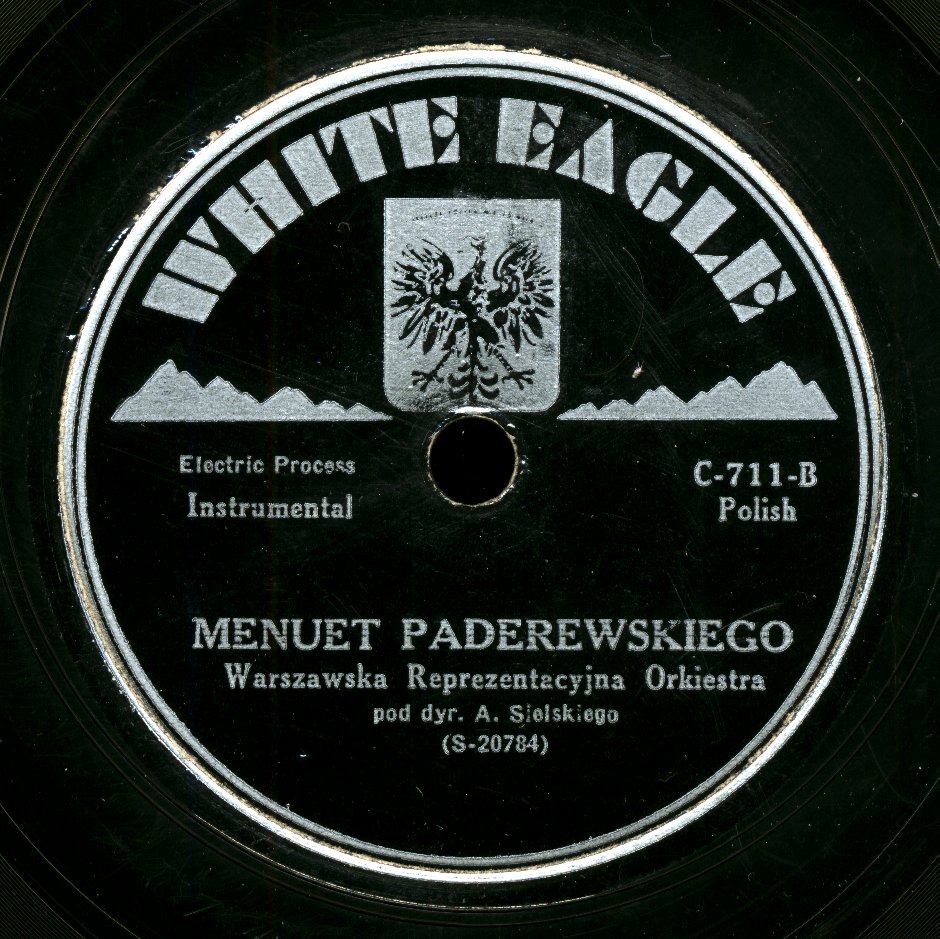 WHITE EAGLE
Electric Process
Instrumental
C-711-B
Polish
MENUET PADEREWSKIEGO
Warszawska Reprezentacyjna Orkiestra
pod dyr. A. Sielskiego
(S-20784)